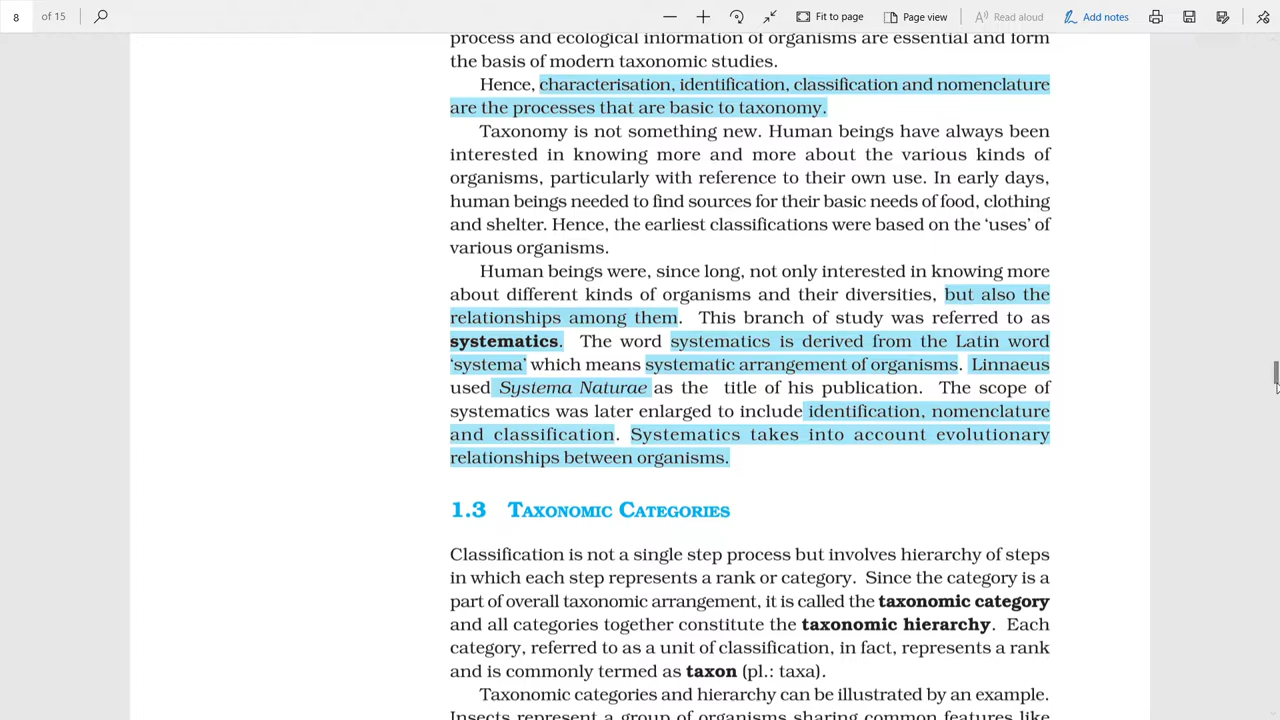 8 of 15
Fit to page
Page view
Read aloud
Add notes
process and ecological information of organisms are essential and form
the basis of modern taxonomic studies.
Hence, characterisation, identification, classification and nomenclature
are the processes that are basic to taxonomy.
Taxonomy is not something new. Human beings have always been
interested in knowing more and more about the various kinds of
organisms, particularly with reference to their own use. In early days,
human beings needed to find sources for their basic needs of food, clothing
and shelter. Hence, the earliest classifications were based on the ‘uses’ of
various organisms.
Human beings were, since long, not only interested in knowing more
about different kinds of organisms and their diversities, but also the
relationships among them. This branch of study was referred to as
systematics. The word systematics is derived from the Latin word
‘systema’ which means systematic arrangement of organisms. Linnaeus
used Systema Naturae as the title of his publication. The scope of
systematics was later enlarged to include identification, nomenclature
and classification. Systematics takes into account evolutionary
relationships between organisms.
1.3 Taxonomic Categories
Classification is not a single step process but involves hierarchy of steps
in which each step represents a rank or category. Since the category is a
part of overall taxonomic arrangement, it is called the taxonomic category
and all categories together constitute the taxonomic hierarchy. Each
category, referred to as a unit of classification, in fact, represents a rank
and is commonly termed as taxon (pl.: taxa).
Taxonomic categories and hierarchy can be illustrated by an example.
Insects represent a group of organisms sharing common features like